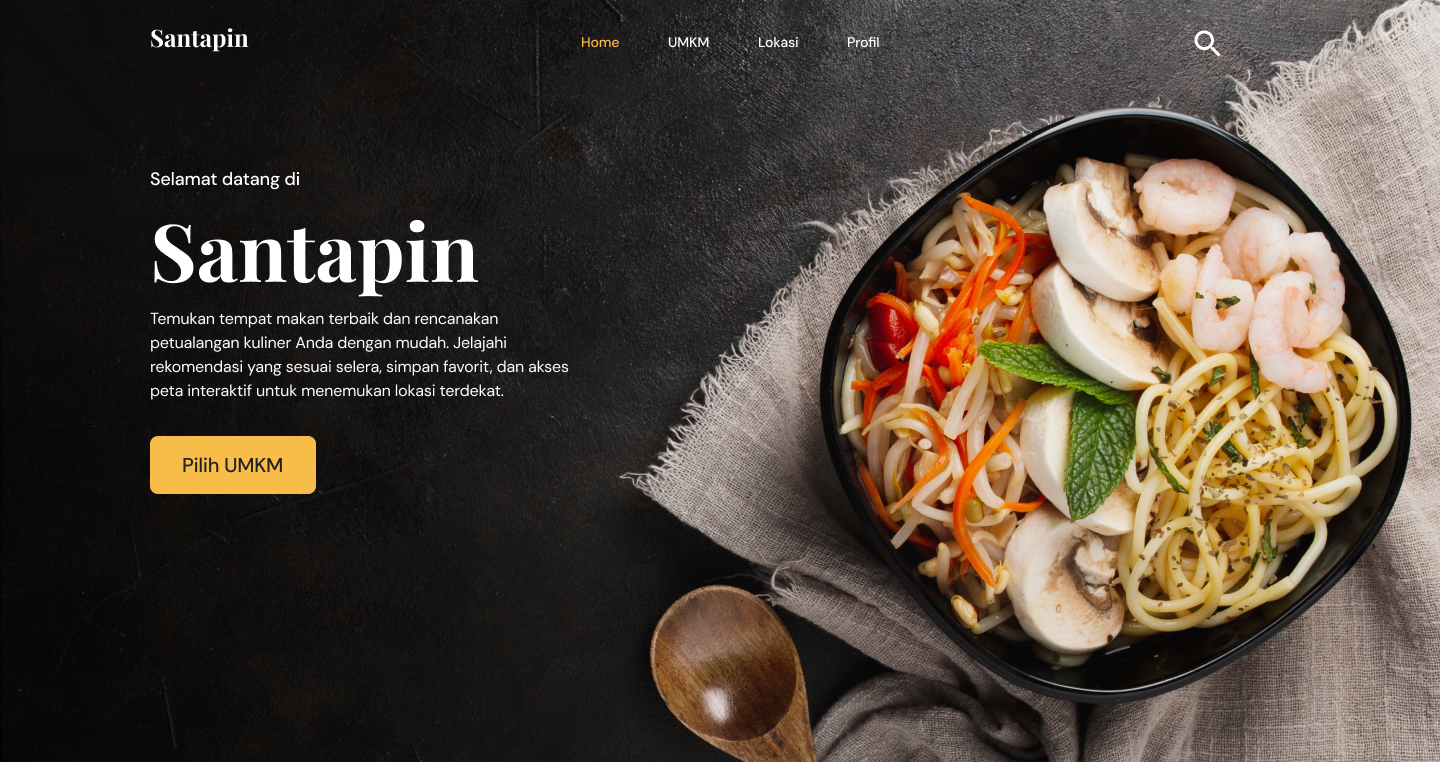 Santapin
Home
UMKM
Lokasi
Profil
Selamat datang di
Santapin
Temukan tempat makan terbaik dan rencanakan
petualangan kuliner Anda dengan mudah. Jelajahi
rekomendasi yang sesuai selera, simpan favorit, dan akses
peta interaktif untuk menemukan lokasi terdekat.
Pilih UMKM